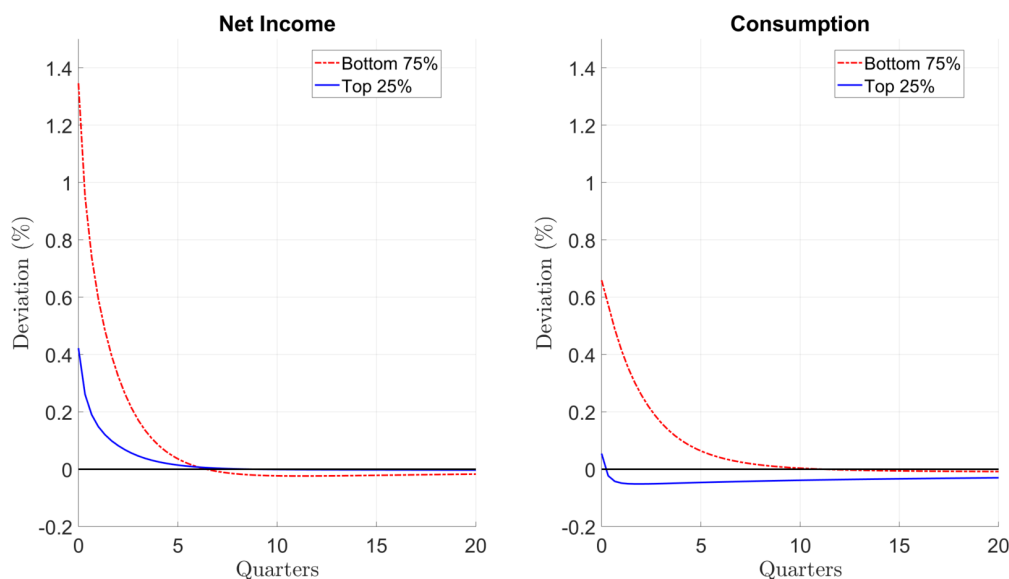 Net Income
Bottom 75%
Top 25%
1.4
1.2
1
0.8
0.6
0.4
0.2
0
-0.2
Deviation (%)
0 5 10 15 20
Quarters
Consumption
Bottom 75%
Top 25%
1.4
1.2
1
0.8
0.6
0.4
0.2
0
-0.2
Deviation (%)
0 5 10 15 20
Quarters